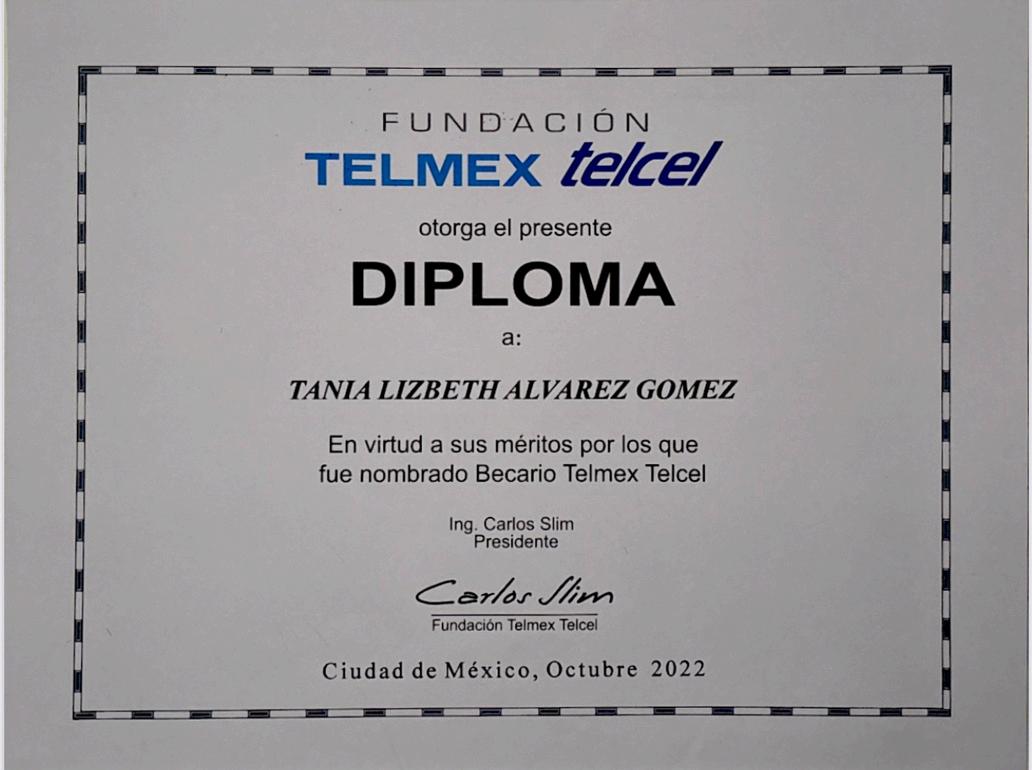 FUNDACIÓN
TELMEX telcel
otorga el presente
DIPLOMA
a:
TANIA LIZBETH ALVAREZ GOMEZ
En virtud a sus méritos por los que
fue nombrado Becario Telmex Telcel
Ing. Carlos Slim
Presidente
Carlos Slim
Fundación Telmex Telcel
Ciudad de México, Octubre 2022